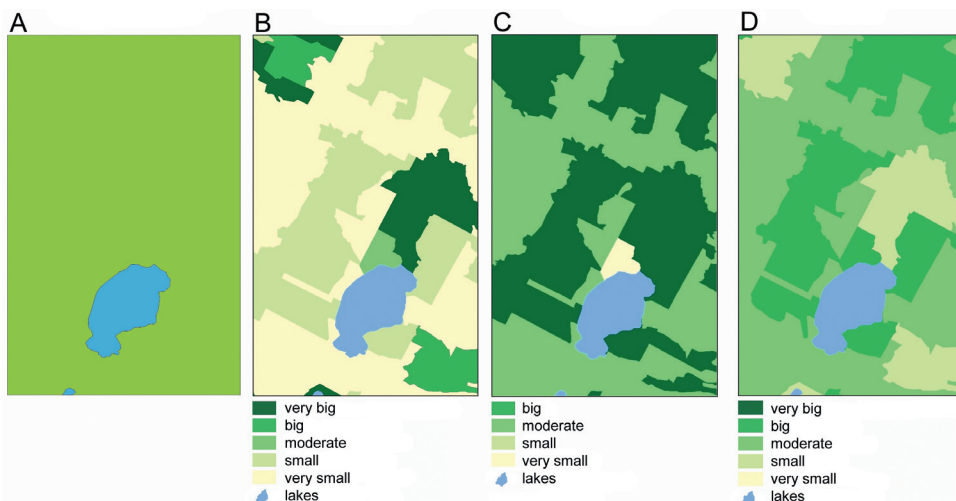 A
B
C
D
very big
big
moderate
small
very small
lakes
big
moderate
small
very small
lakes
very big
big
moderate
small
very small
lakes